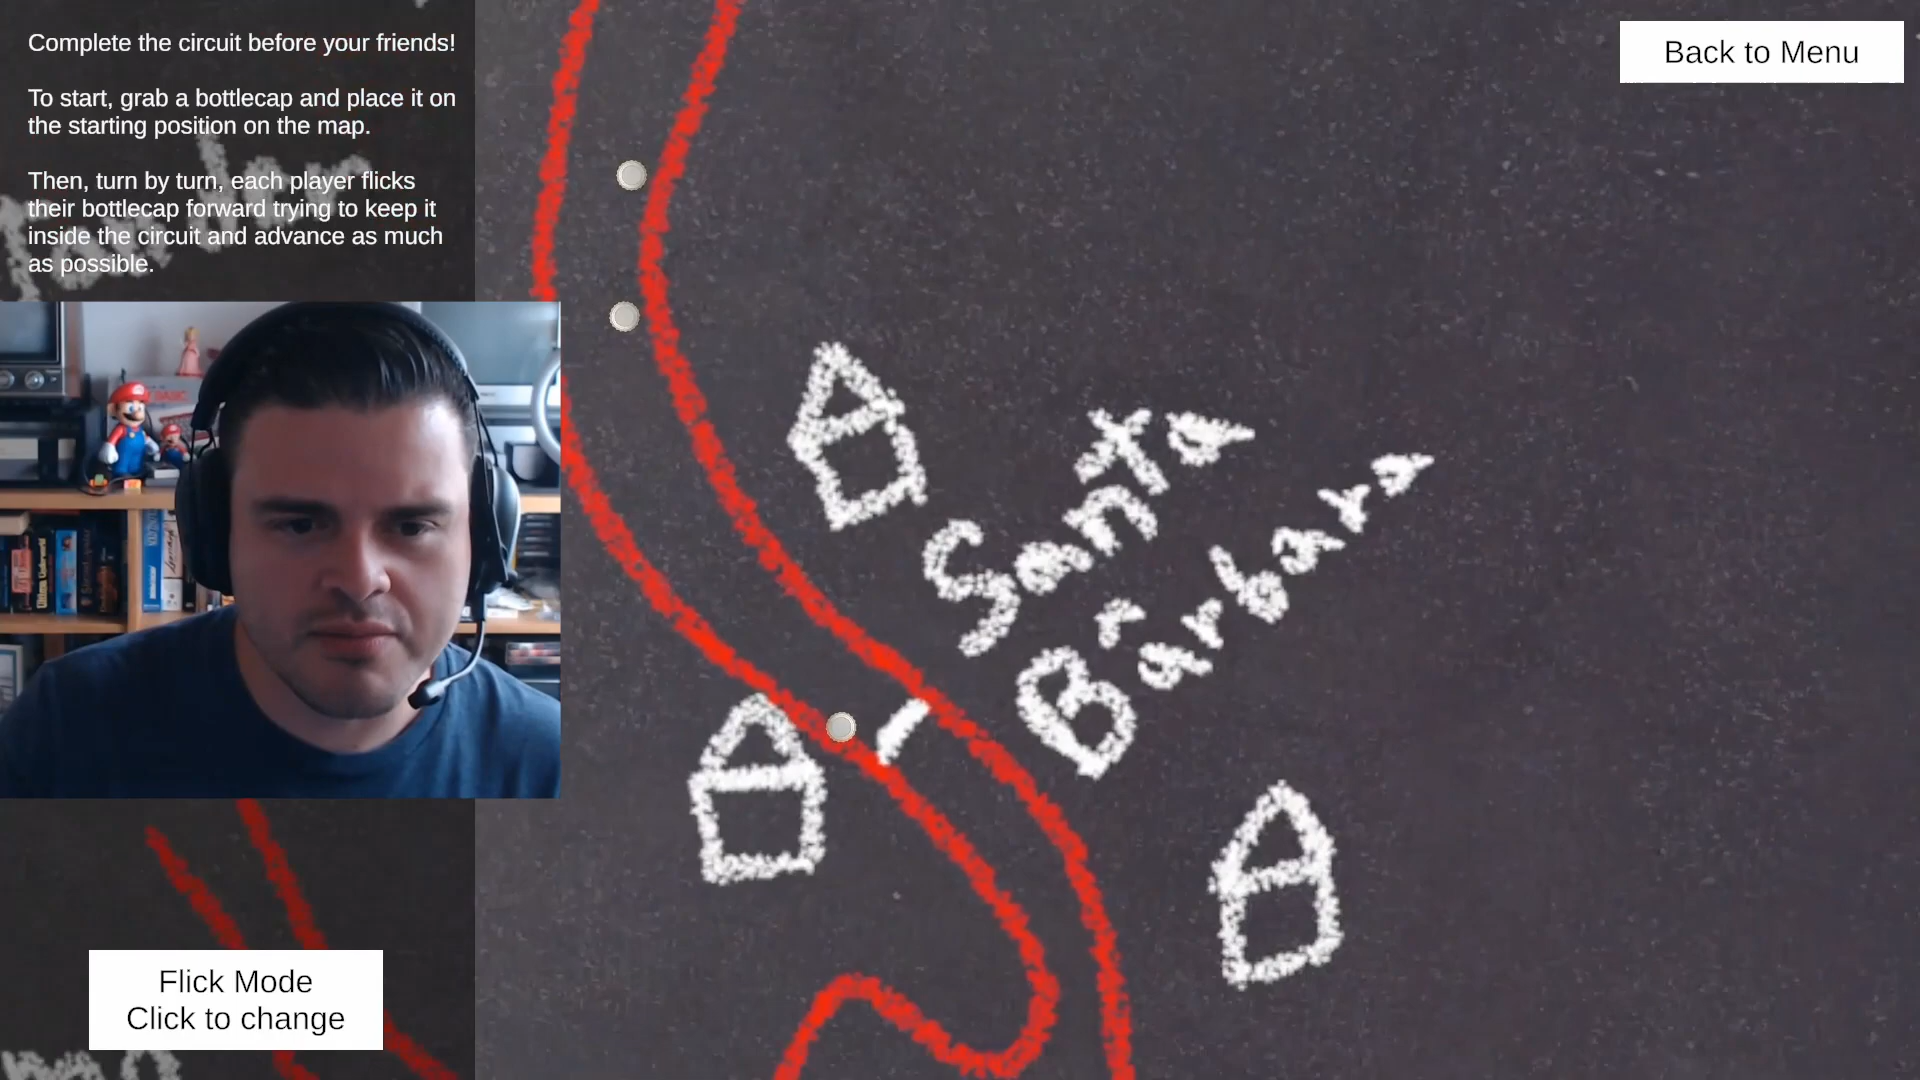 Complete the circuit before your friends!
To start, grab a bottlecap and place it on
the starting position on the map.
Then, turn by turn, each player flicks
their bottlecap forward trying to keep it
inside the circuit and advance as much
as possible.
Back to Menu
Santa
Bárbara
Flick Mode
Click to change